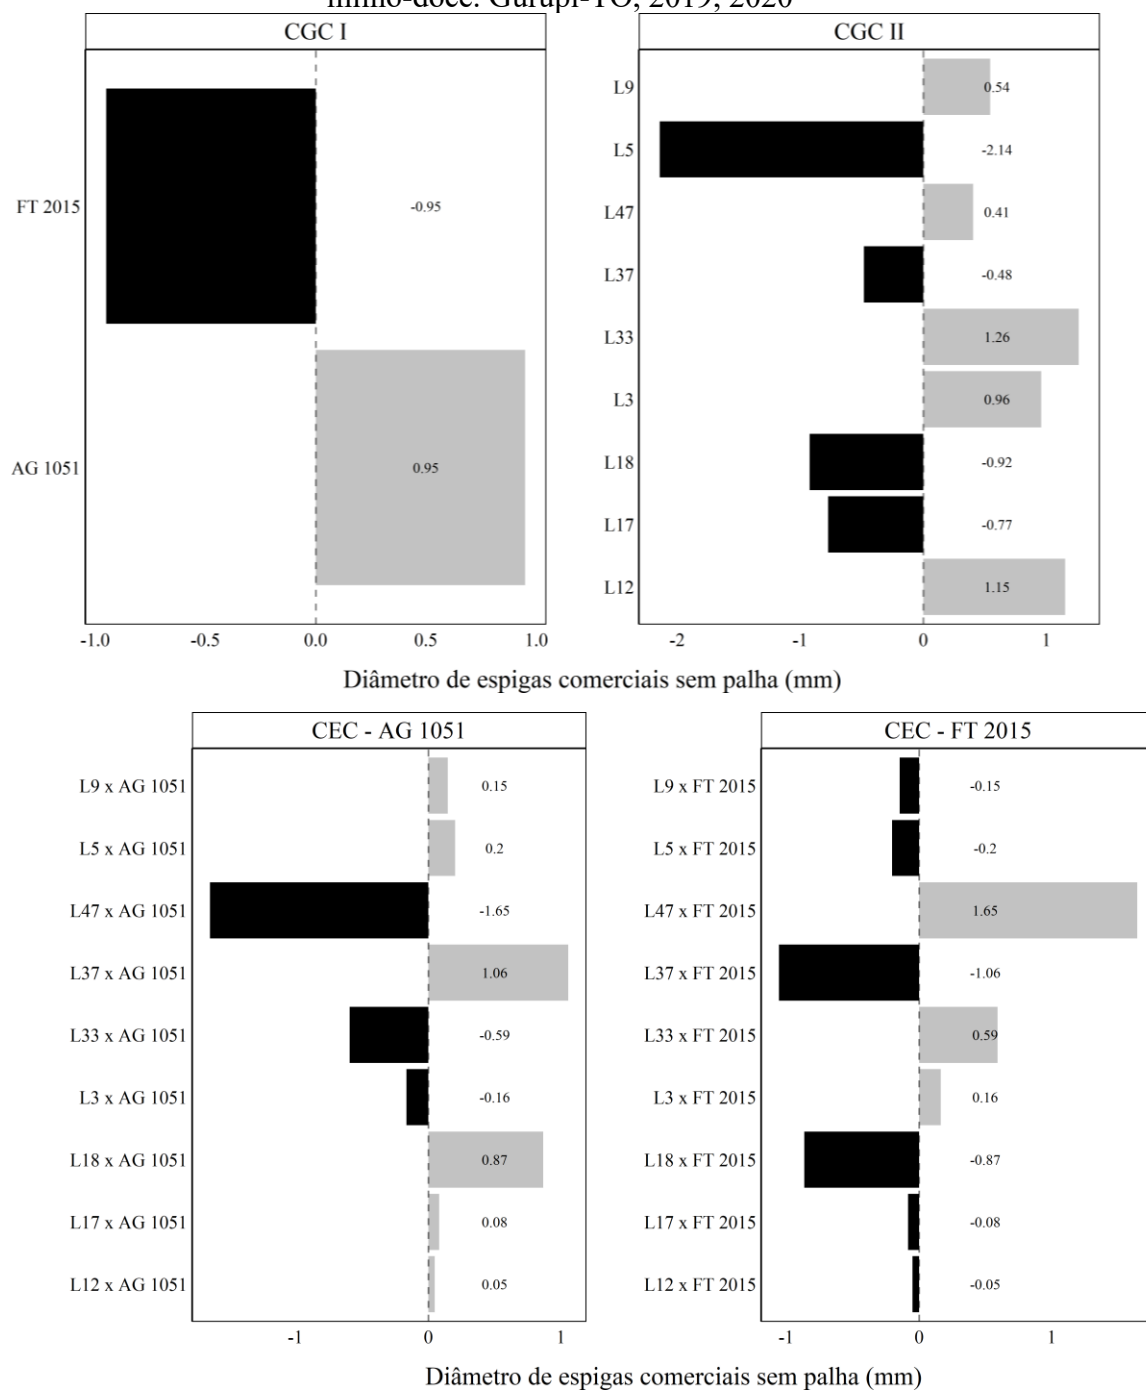 milho-doce. Gurupi-TO, 2019, 2020
CGC I
FT 2015
-0.95
AG 1051
0.95
-1.0 -0.5 0.0 0.5 1.0
CGC II
L9
0.54
L5
-2.14
L47
0.41
L37
-0.48
L33
1.26
L3
0.96
L18
-0.92
L17
-0.77
L12
1.15
-2 -1 0 1
Diâmetro de espigas comerciais sem palha (mm)
CEC - AG 1051
L9 x AG 1051
0.15
L5 x AG 1051
0.2
L47 x AG 1051
-1.65
L37 x AG 1051
1.06
L33 x AG 1051
-0.59
L3 x AG 1051
-0.16
L18 x AG 1051
0.87
L17 x AG 1051
0.08
L12 x AG 1051
0.05
-1 0 1
CEC - FT 2015
L9 x FT 2015
-0.15
L5 x FT 2015
-0.2
L47 x FT 2015
1.65
L37 x FT 2015
-1.06
L33 x FT 2015
0.59
L3 x FT 2015
0.16
L18 x FT 2015
-0.87
L17 x FT 2015
-0.08
L12 x FT 2015
-0.05
-1 0 1
Diâmetro de espigas comerciais sem palha (mm)